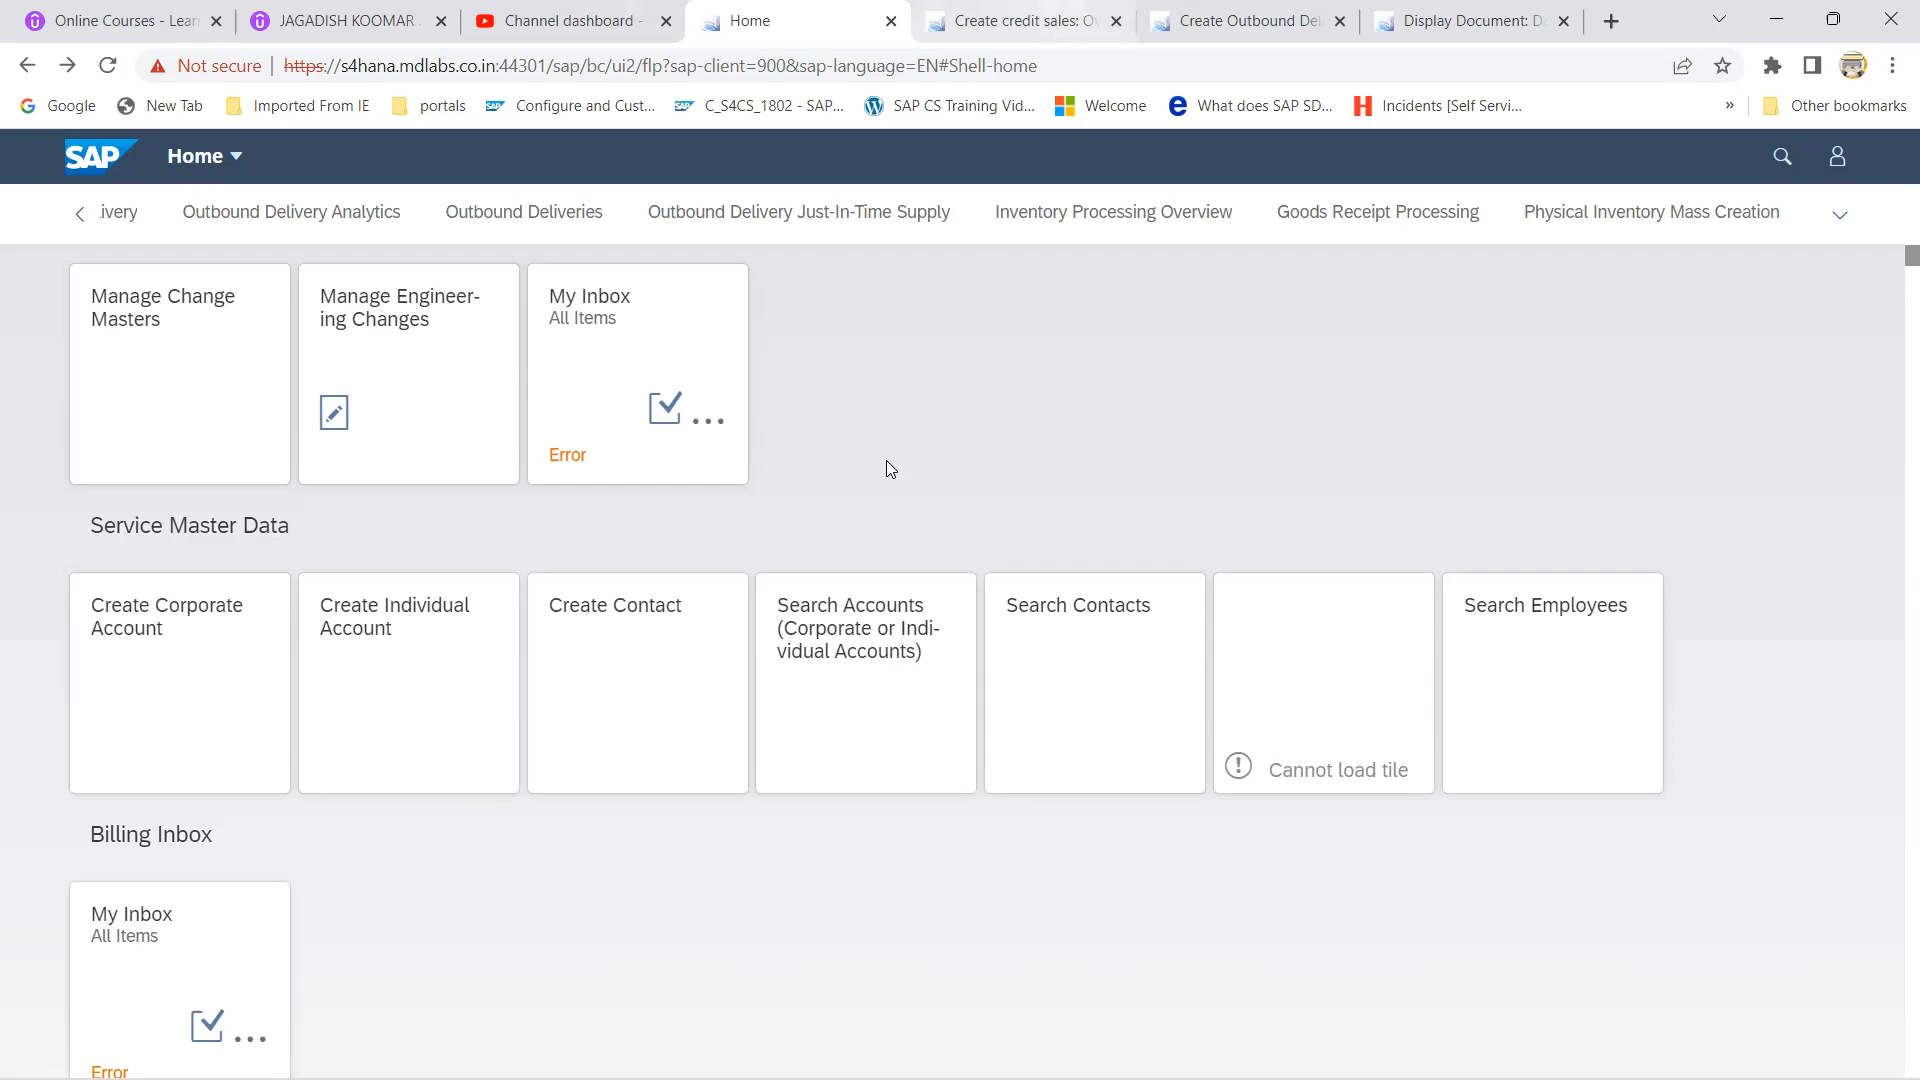 Online Courses - Lear
JAGADISH KOOMAR
Channel dashboard -
Home
Create credit sales: Ov
Create Outbound Del
Display Document: Da
Not secure
https://s4hana.mdlabs.co.in:44301/sap/bc/ui2/flp?sap-client=900&sap-language=EN#Shell-home
Google
New Tab
Imported From IE
portals
Configure and Cust...
C_S4CS_1802 - SAP...
SAP CS Training Vid...
Welcome
What does SAP SD...
Incidents [Self Servi...
»
Other bookmarks
SAP
Home
ivery
Outbound Delivery Analytics
Outbound Deliveries
Outbound Delivery Just-In-Time Supply
Inventory Processing Overview
Goods Receipt Processing
Physical Inventory Mass Creation
Manage Change
Masters
Manage Engineer-
ing Changes
My Inbox
All Items
...
Error
Service Master Data
Create Corporate
Account
Create Individual
Account
Create Contact
Search Accounts
(Corporate or Indi-
vidual Accounts)
Search Contacts
Cannot load tile
Search Employees
Billing Inbox
My Inbox
All Items
...
Error